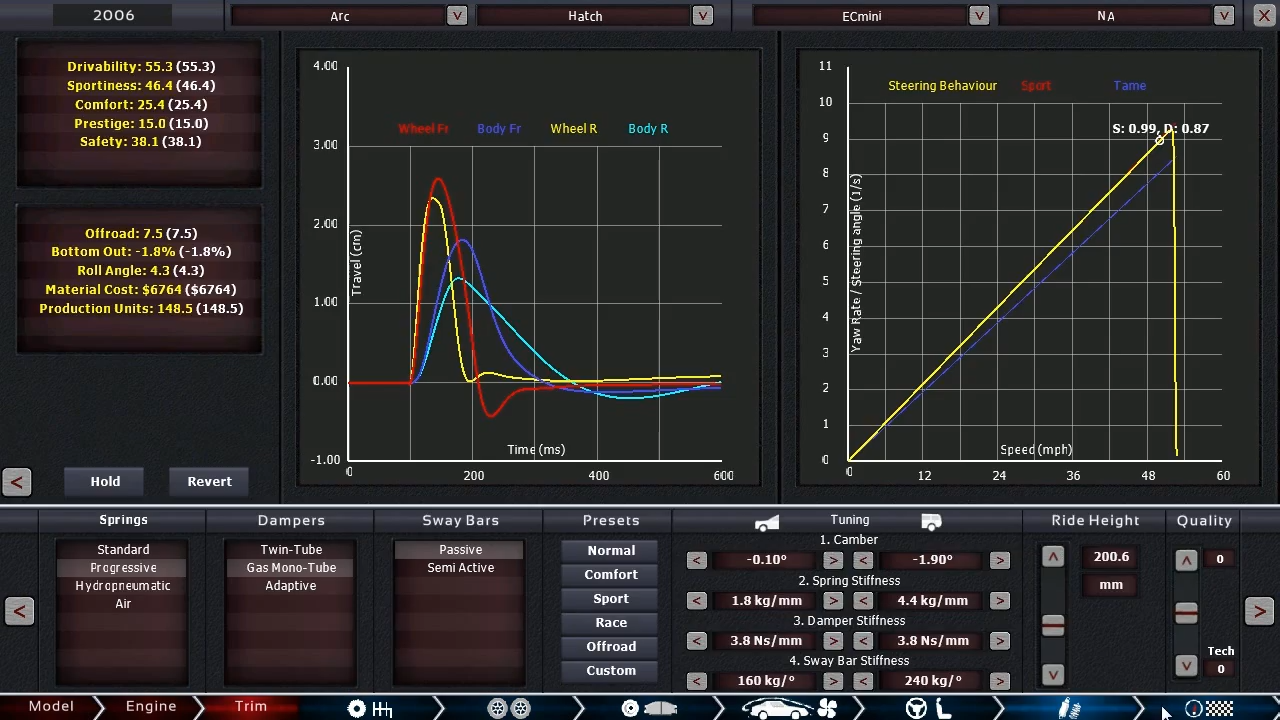 2006 Arc v Hatch v ECmini v NA v X
Drivability: 55.3 (55.3)
Sportiness: 46.4 (46.4)
Comfort: 25.4 (25.4)
Prestige: 15.0 (15.0)
Safety: 38.1 (38.1)
Offroad: 7.5 (7.5)
Bottom Out: -1.8% (-1.8%)
Roll Angle: 4.3 (4.3)
Material Cost: $6764 ($6764)
Production Units: 148.5 (148.5)
< Hold Revert
4.00
Wheel Fr Body Fr Wheel R Body R
3.00
2.00
Travel (cm)
1.00
0.00
-1.00
Time (ms)
0 200 400 600
11
Steering Behaviour Sport Tame
10
S: 0.99, D: 0.87
9
8
7
6
Yaw Rate / Steering angle (1/s)
5
4
3
2
1
0
Speed (mph)
0 12 24 36 48 60
Springs Dampers Sway Bars Presets Tuning Ride Height Quality
Standard
Progressive
Hydropneumatic
Air
Twin-Tube
Gas Mono-Tube
Adaptive
Passive
Semi Active
Normal
Comfort
Sport
Race
Offroad
Custom
1. Camber
< -0.10° > < -1.90° >
2. Spring Stiffness
< 1.8 kg/mm > < 4.4 kg/mm >
3. Damper Stiffness
< 3.8 Ns/mm > < 3.8 Ns/mm >
4. Sway Bar Stiffness
< 160 kg/° > < 240 kg/° >
200.6
mm
0
Tech
0
< >
Model Engine Trim